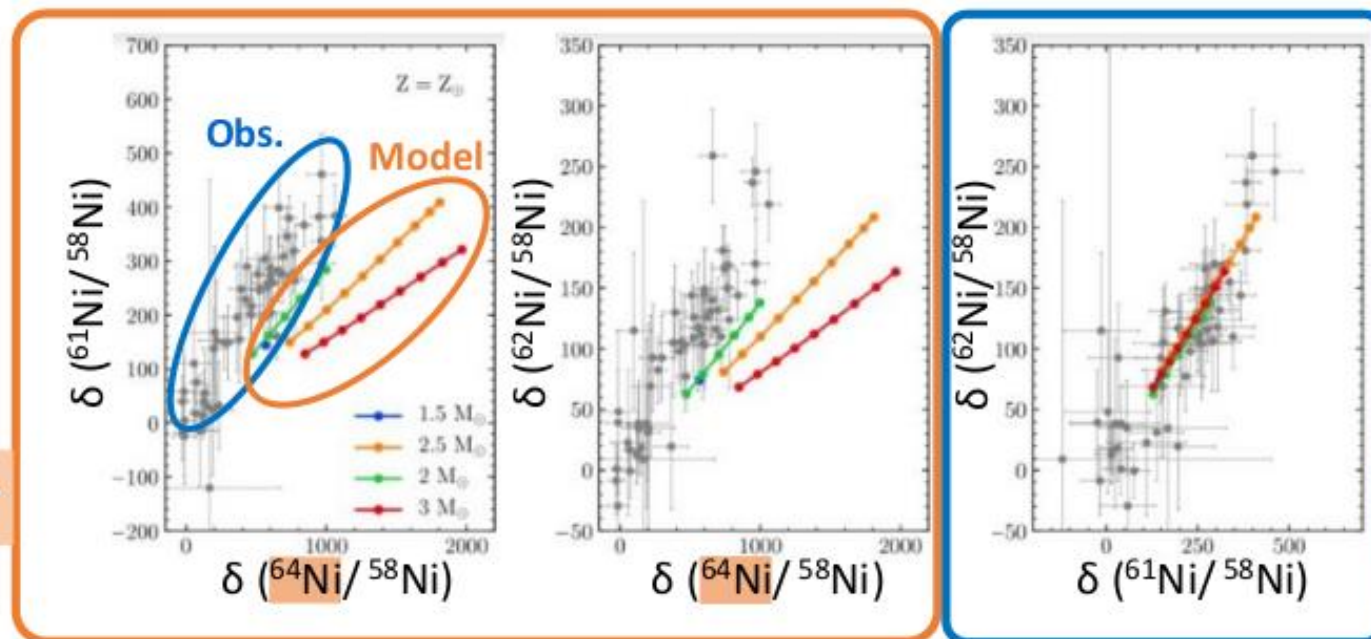 700
600
500
400
300
200
100
0
−100
−200
0
1000
2000
Z = Z⊙
Obs.
Model
1.5 M⊙
2.5 M⊙
2 M⊙
3 M⊙
δ (⁶¹Ni/ ⁵⁸Ni)
δ (⁶⁴Ni/ ⁵⁸Ni)
350
300
250
200
150
100
50
0
−50
0
1000
2000
δ (⁶²Ni/ ⁵⁸Ni)
δ (⁶⁴Ni/ ⁵⁸Ni)
350
300
250
200
150
100
50
0
−50
0
250
500
δ (⁶²Ni/ ⁵⁸Ni)
δ (⁶¹Ni/ ⁵⁸Ni)